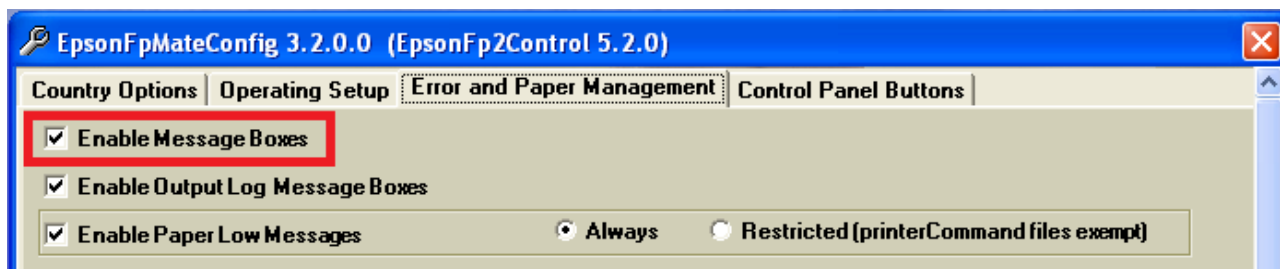 EpsonFpMateConfig 3.2.0.0 (EpsonFp2Control 5.2.0)
Country Options Operating Setup Error and Paper Management Control Panel Buttons
Enable Message Boxes
Enable Output Log Message Boxes
Enable Paper Low Messages Always Restricted (printerCommand files exempt)